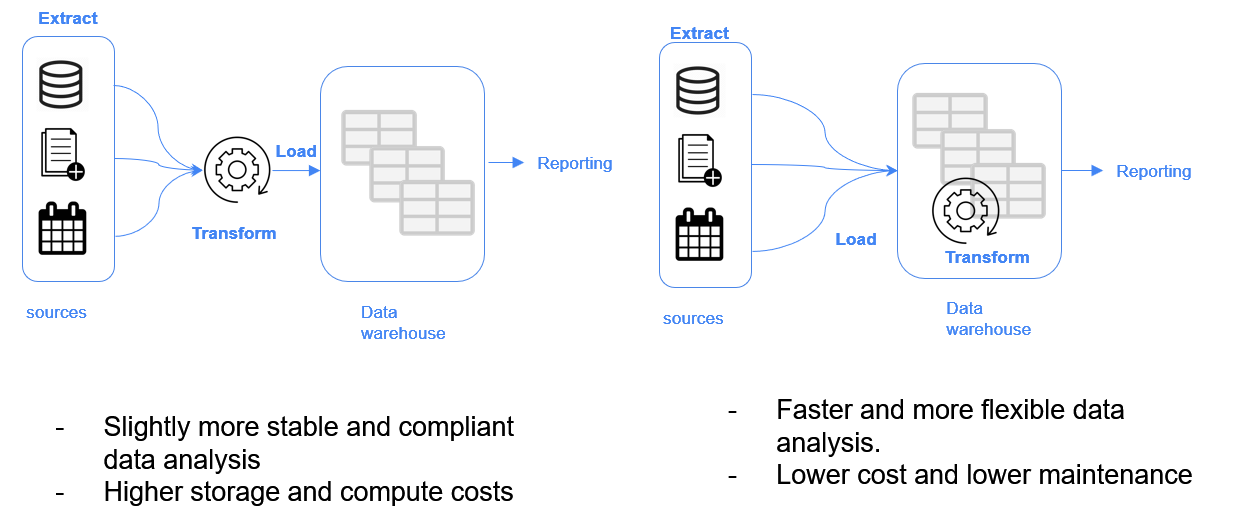 Extract
Load
Reporting
Transform
sources
Data
warehouse
- Slightly more stable and compliant
data analysis
- Higher storage and compute costs
Extract
Reporting
Load
Transform
sources
Data
warehouse
- Faster and more flexible data
analysis.
- Lower cost and lower maintenance